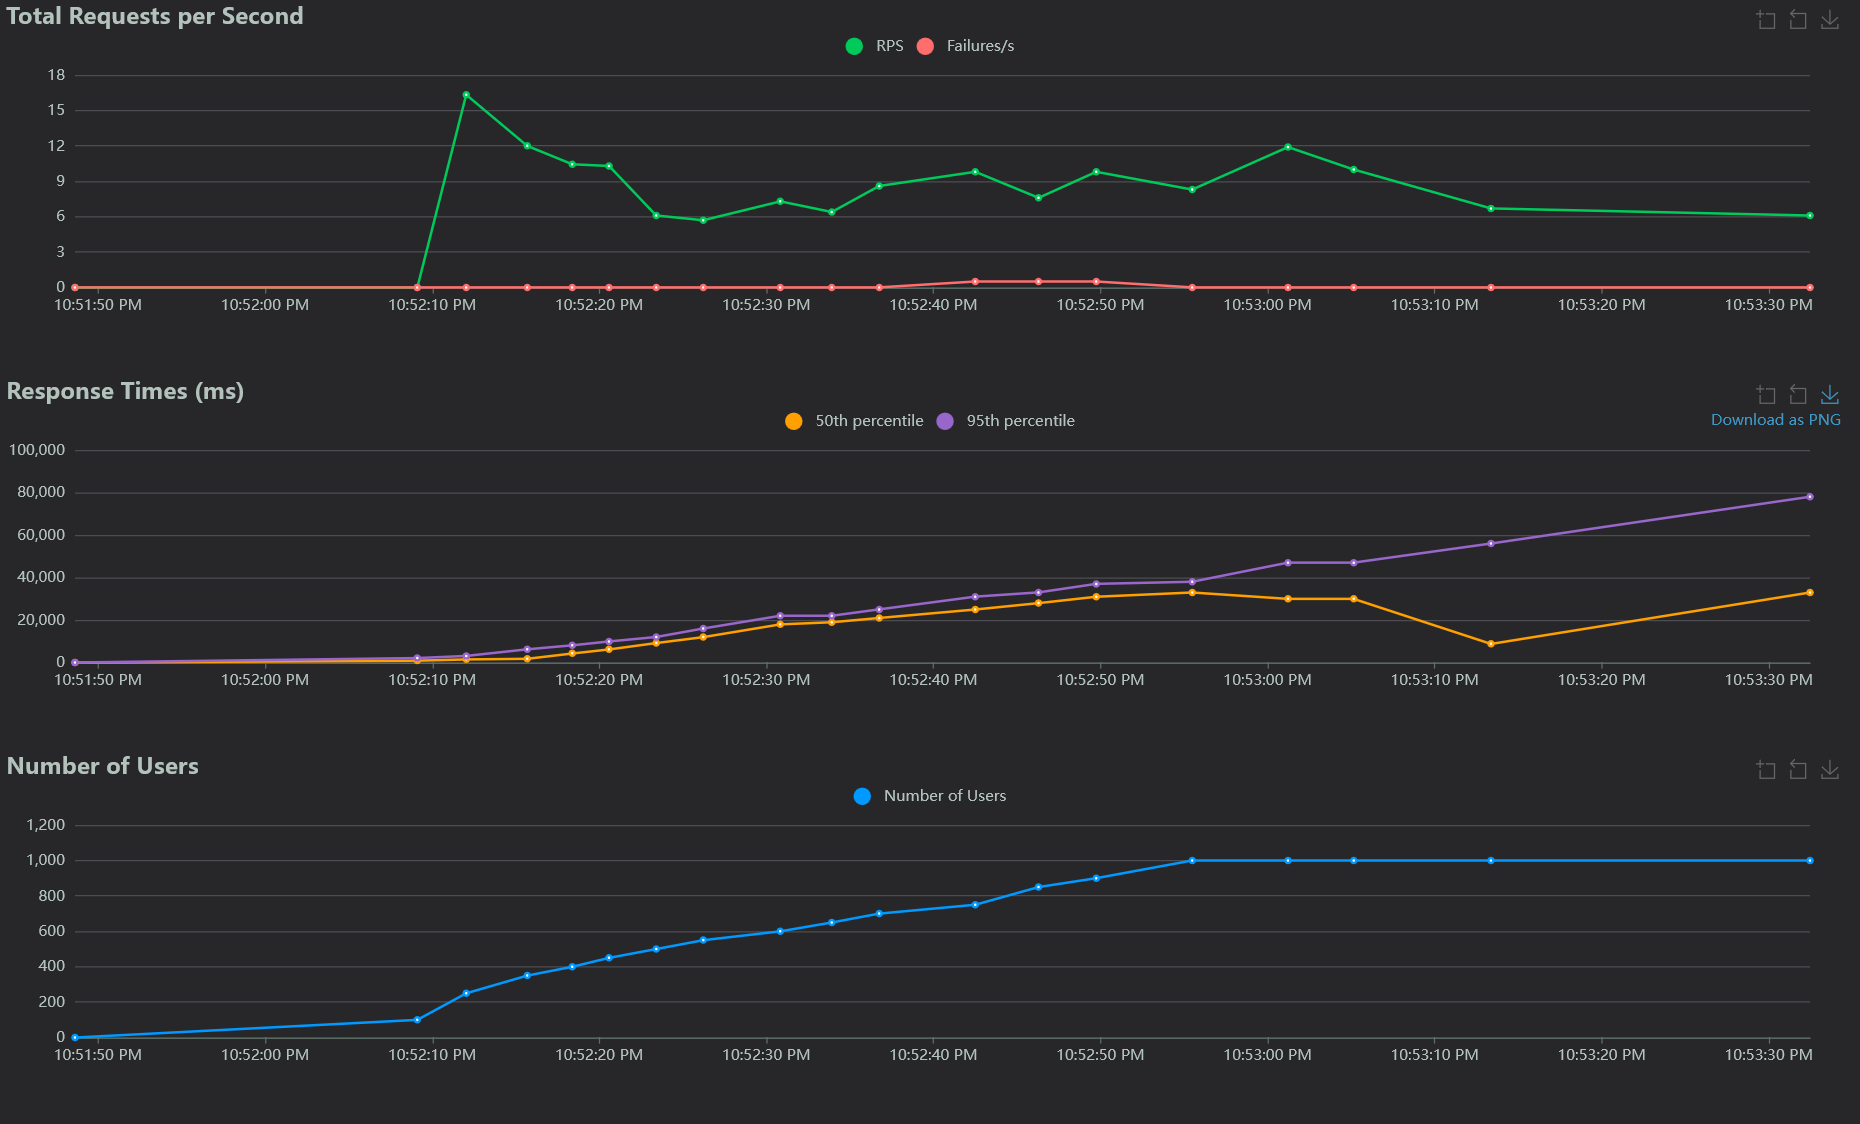 Total Requests per Second
RPS Failures/s
18
15
12
9
6
3
0
10:51:50 PM 10:52:00 PM 10:52:10 PM 10:52:20 PM 10:52:30 PM 10:52:40 PM 10:52:50 PM 10:53:00 PM 10:53:10 PM 10:53:20 PM 10:53:30 PM
Response Times (ms)
50th percentile 95th percentile
Download as PNG
100,000
80,000
60,000
40,000
20,000
0
10:51:50 PM 10:52:00 PM 10:52:10 PM 10:52:20 PM 10:52:30 PM 10:52:40 PM 10:52:50 PM 10:53:00 PM 10:53:10 PM 10:53:20 PM 10:53:30 PM
Number of Users
Number of Users
1,200
1,000
800
600
400
200
0
10:51:50 PM 10:52:00 PM 10:52:10 PM 10:52:20 PM 10:52:30 PM 10:52:40 PM 10:52:50 PM 10:53:00 PM 10:53:10 PM 10:53:20 PM 10:53:30 PM